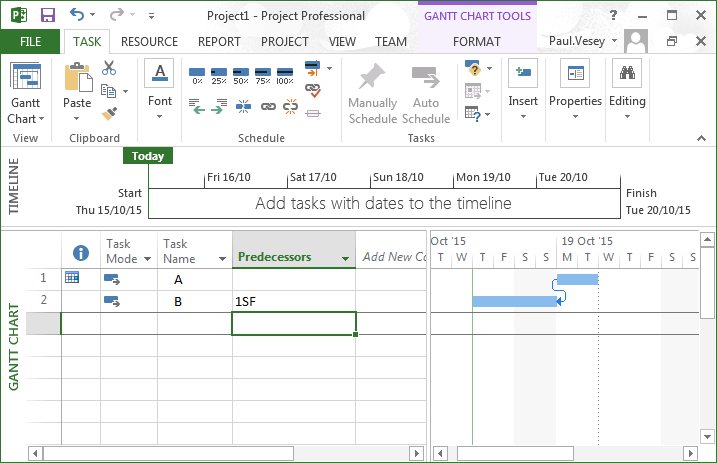 Project1 - Project Professional
GANTT CHART TOOLS
FILE TASK RESOURCE REPORT PROJECT VIEW TEAM FORMAT Paul.Vesey
Gantt Chart
Paste
Font
0% 25% 50% 75% 100%
Manually Schedule
Auto Schedule
Insert
Properties
Editing
View Clipboard Schedule Tasks
TIMELINE
Today
Fri 16/10 Sat 17/10 Sun 18/10 Mon 19/10 Tue 20/10
Start
Thu 15/10/15
Add tasks with dates to the timeline
Finish
Tue 20/10/15
GANTT CHART
Task Mode
Task Name
Predecessors
Add New Co
Oct '15 19 Oct '15
T W T F S S M T W T F S S
1 A
2 B 1SF